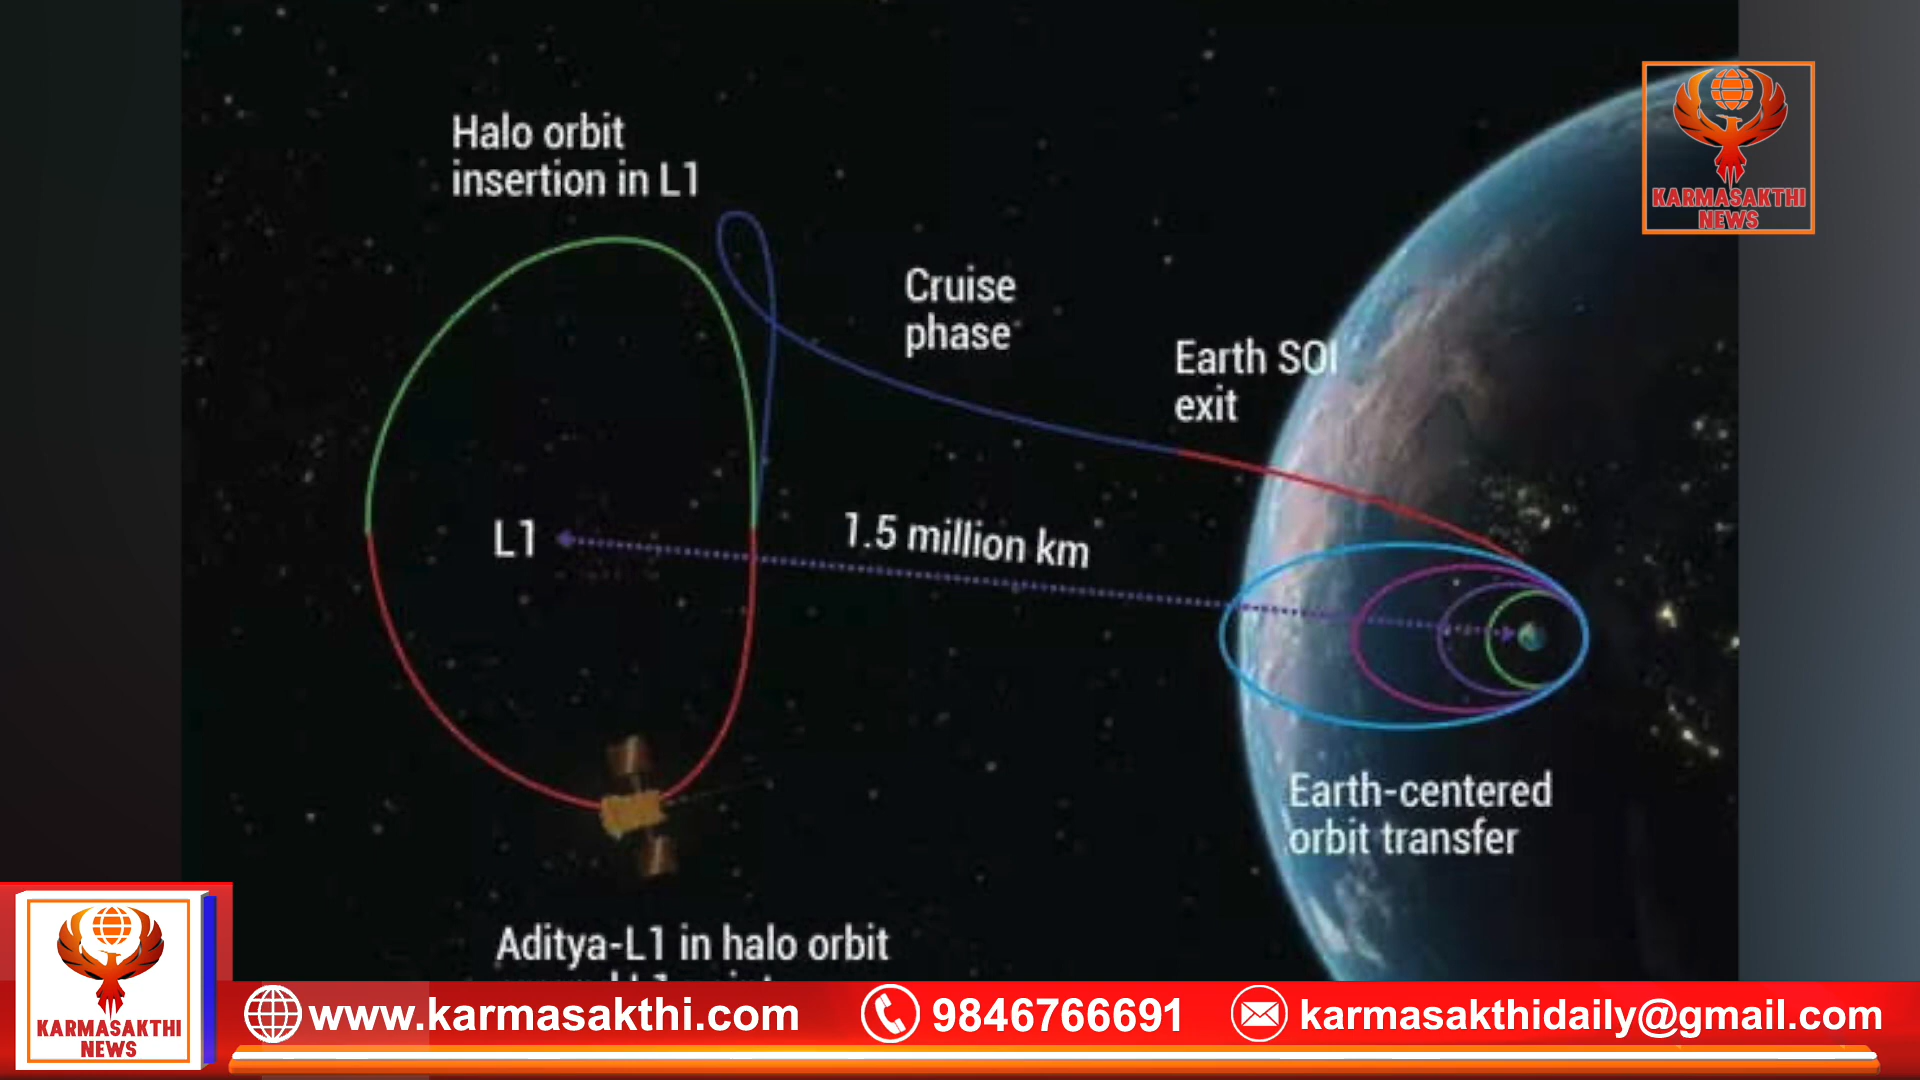 Halo orbit
insertion in L1
KARMASAKTHI
NEWS
Cruise
phase
Earth SOI
exit
L1
1.5 million km
Earth-centered
orbit transfer
Aditya-L1 in halo orbit
KARMASAKTHI
NEWS
www.karmasakthi.com
9846766691
karmasakthidaily@gmail.com